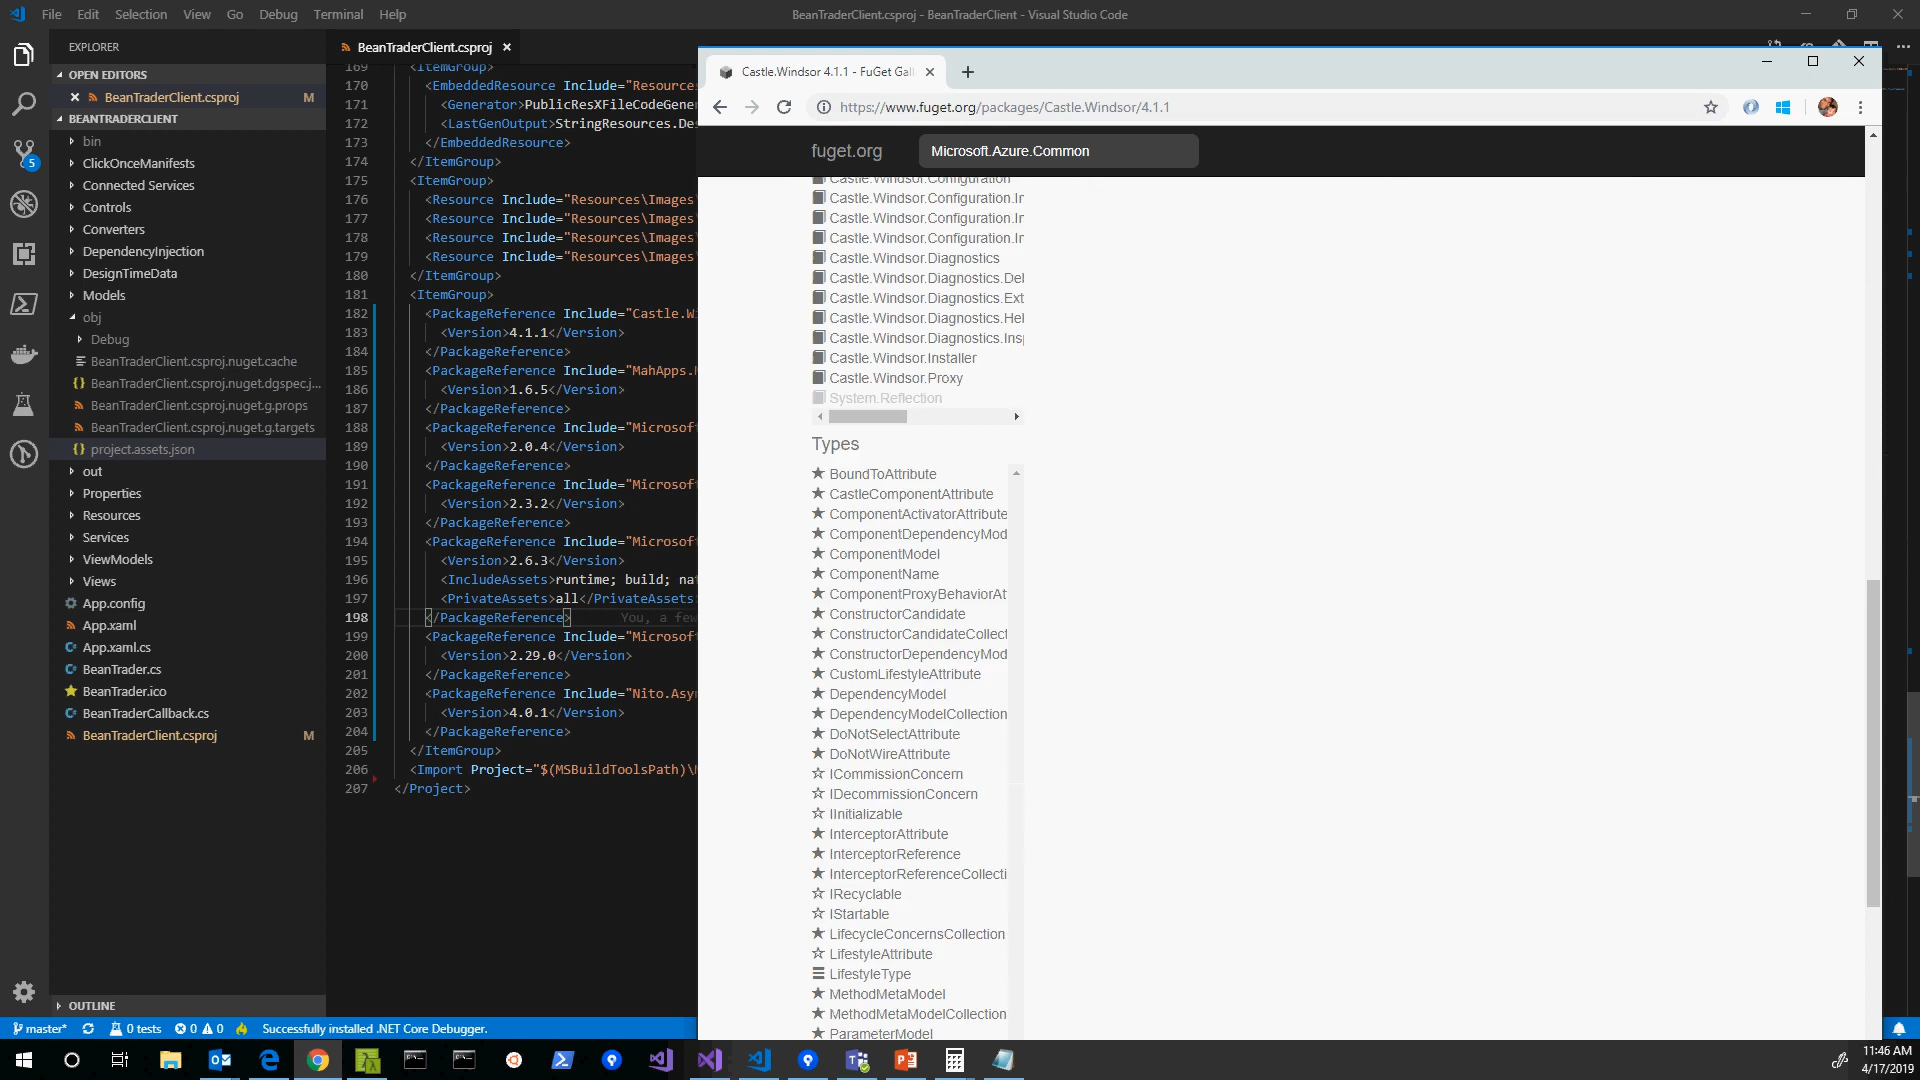 File Edit Selection View Go Debug Terminal Help
BeanTraderClient.csproj - BeanTraderClient - Visual Studio Code
EXPLORER
OPEN EDITORS
BeanTraderClient.csproj M
BEANTRADERCLIENT
bin
ClickOnceManifests
Connected Services
Controls
Converters
DependencyInjection
DesignTimeData
Models
obj
Debug
BeanTraderClient.csproj.nuget.cache
BeanTraderClient.csproj.nuget.dgspec.j...
BeanTraderClient.csproj.nuget.g.props
BeanTraderClient.csproj.nuget.g.targets
project.assets.json
out
Properties
Resources
Services
ViewModels
Views
App.config
App.xaml
App.xaml.cs
BeanTrader.cs
BeanTrader.ico
BeanTraderCallback.cs
BeanTraderClient.csproj M
OUTLINE
5
BeanTraderClient.csproj
169 <ItemGroup>
170 <EmbeddedResource Include="Resource
171 <Generator>PublicResXFileCodeGene
172 <LastGenOutput>StringResources.De
173 </EmbeddedResource>
174 </ItemGroup>
175 <ItemGroup>
176 <Resource Include="Resources\Images
177 <Resource Include="Resources\Images
178 <Resource Include="Resources\Images
179 <Resource Include="Resources\Images
180 </ItemGroup>
181 <ItemGroup>
182 <PackageReference Include="Castle.W
183 <Version>4.1.1</Version>
184 </PackageReference>
185 <PackageReference Include="MahApps.
186 <Version>1.6.5</Version>
187 </PackageReference>
188 <PackageReference Include="Microsof
189 <Version>2.0.4</Version>
190 </PackageReference>
191 <PackageReference Include="Microsof
192 <Version>2.3.2</Version>
193 </PackageReference>
194 <PackageReference Include="Microsof
195 <Version>2.6.3</Version>
196 <IncludeAssets>runtime; build; na
197 <PrivateAssets>all</PrivateAssets
198 </PackageReference> You, a few
199 <PackageReference Include="Microsof
200 <Version>2.29.0</Version>
201 </PackageReference>
202 <PackageReference Include="Nito.Asy
203 <Version>4.0.1</Version>
204 </PackageReference>
205 </ItemGroup>
206 <Import Project="$(MSBuildToolsPath)\
207 </Project>
Castle.Windsor 4.1.1 - FuGet Gall
https://www.fuget.org/packages/Castle.Windsor/4.1.1
fuget.org Microsoft.Azure.Common
Castle.Windsor.Configuration
Castle.Windsor.Configuration.In
Castle.Windsor.Configuration.In
Castle.Windsor.Configuration.In
Castle.Windsor.Diagnostics
Castle.Windsor.Diagnostics.Del
Castle.Windsor.Diagnostics.Ext
Castle.Windsor.Diagnostics.Hel
Castle.Windsor.Diagnostics.Insp
Castle.Windsor.Installer
Castle.Windsor.Proxy
System.Reflection
Types
BoundToAttribute
CastleComponentAttribute
ComponentActivatorAttribute
ComponentDependencyMod
ComponentModel
ComponentName
ComponentProxyBehaviorAt
ConstructorCandidate
ConstructorCandidateCollect
ConstructorDependencyMod
CustomLifestyleAttribute
DependencyModel
DependencyModelCollection
DoNotSelectAttribute
DoNotWireAttribute
ICommissionConcern
IDecommissionConcern
IInitializable
InterceptorAttribute
InterceptorReference
InterceptorReferenceCollecti
IRecyclable
IStartable
LifecycleConcernsCollection
LifestyleAttribute
LifestyleType
MethodMetaModel
MethodMetaModelCollection
ParameterModel
master* 0 tests 0 0 Successfully installed .NET Core Debugger.
11:46 AM
4/17/2019